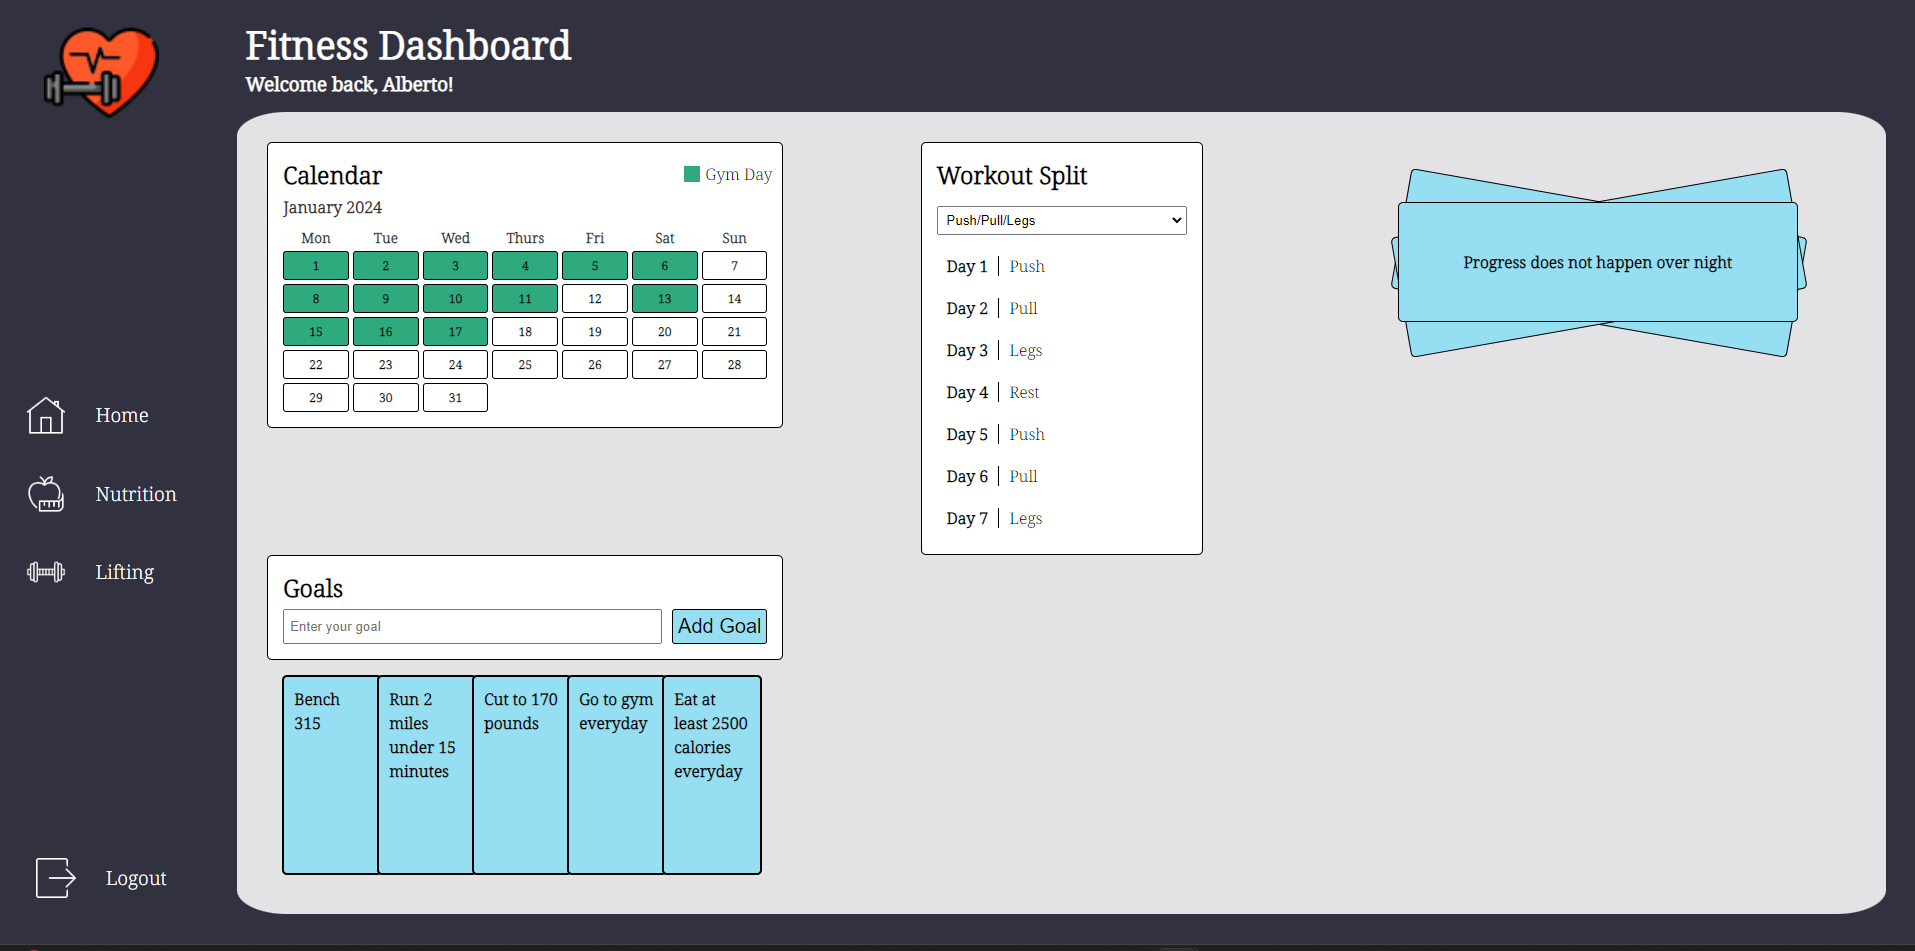 Fitness Dashboard
Welcome back, Alberto!
Home
Nutrition
Lifting
Logout
Calendar
Gym Day
January 2024
Mon Tue Wed Thurs Fri Sat Sun
1 2 3 4 5 6 7
8 9 10 11 12 13 14
15 16 17 18 19 20 21
22 23 24 25 26 27 28
29 30 31
Goals
Enter your goal
Add Goal
Bench
315
Run 2
miles
under 15
minutes
Cut to 170
pounds
Go to gym
everyday
Eat at
least 2500
calories
everyday
Workout Split
Push/Pull/Legs
Day 1 Push
Day 2 Pull
Day 3 Legs
Day 4 Rest
Day 5 Push
Day 6 Pull
Day 7 Legs
Progress does not happen over night